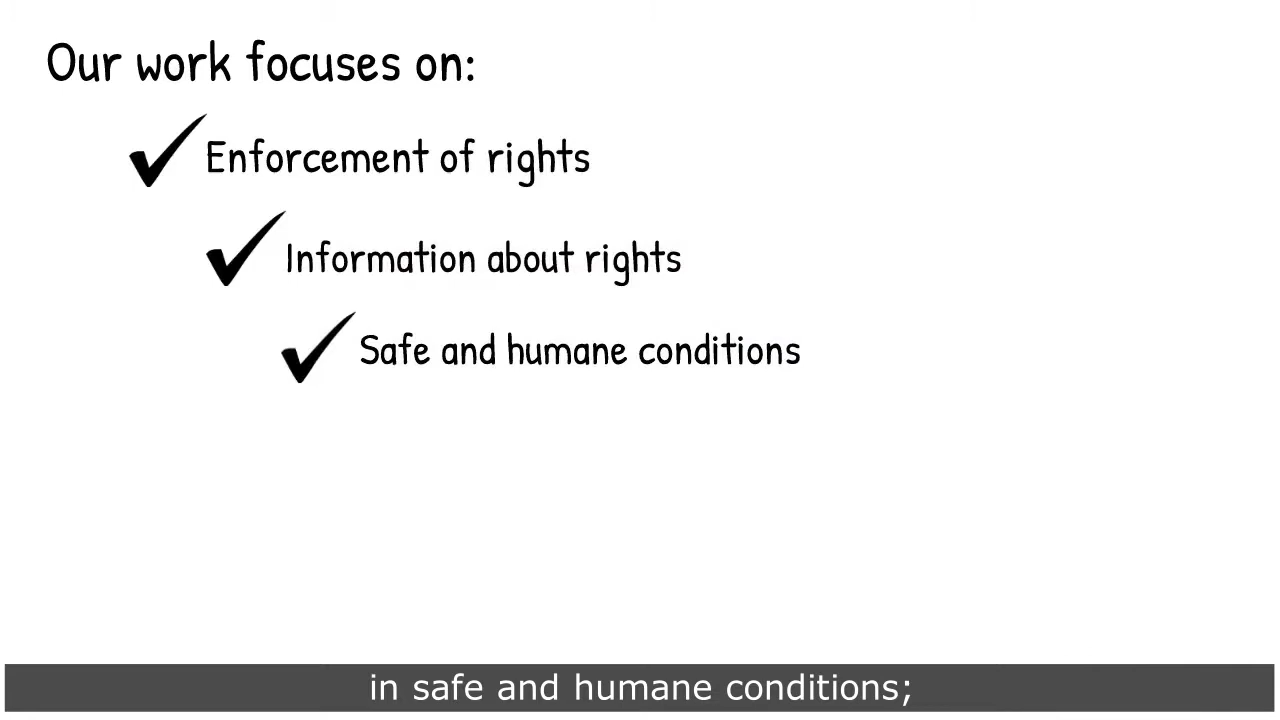 Our work focuses on:
Enforcement of rights
Information about rights
Safe and humane conditions
in safe and humane conditions;